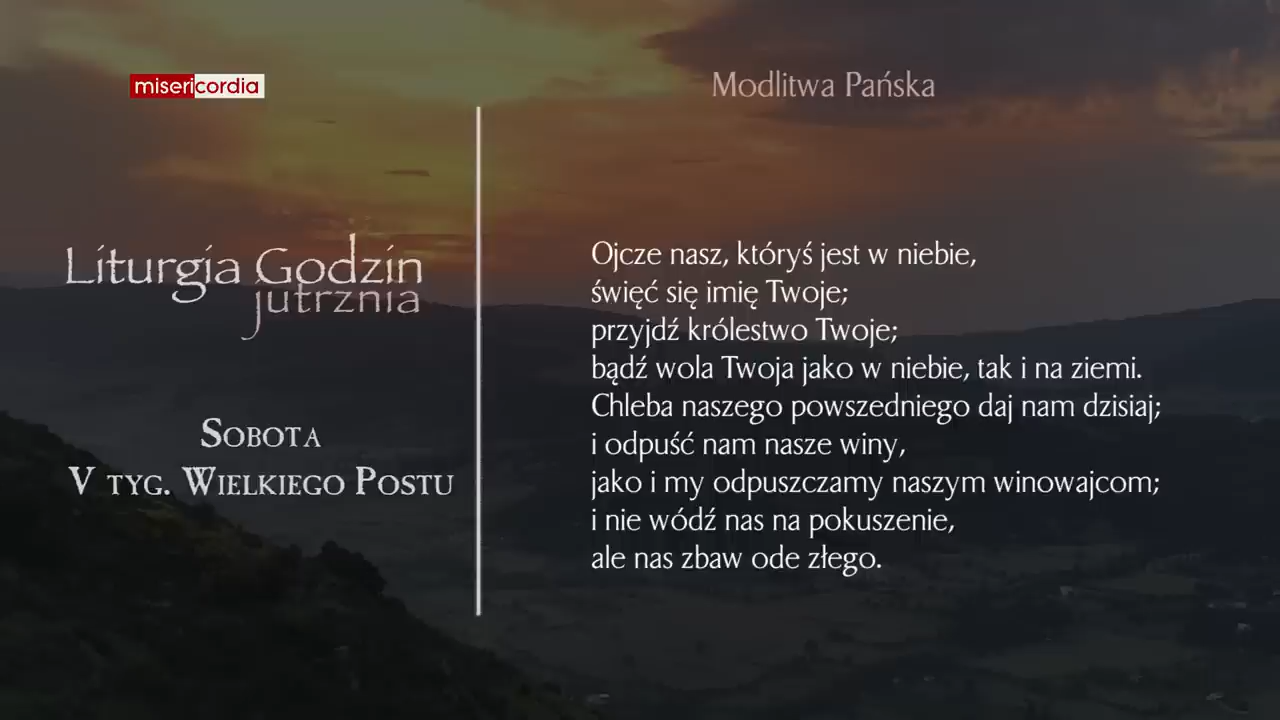 misericordia
Liturgia Godzin
jutrznia
Sobota
V tyg. Wielkiego Postu
Modlitwa Pańska
Ojcze nasz, któryś jest w niebie,
święć się imię Twoje;
przyjdź królestwo Twoje;
bądź wola Twoja jako w niebie, tak i na ziemi.
Chleba naszego powszedniego daj nam dzisiaj;
i odpuść nam nasze winy,
jako i my odpuszczamy naszym winowajcom;
i nie wódź nas na pokuszenie,
ale nas zbaw ode złego.